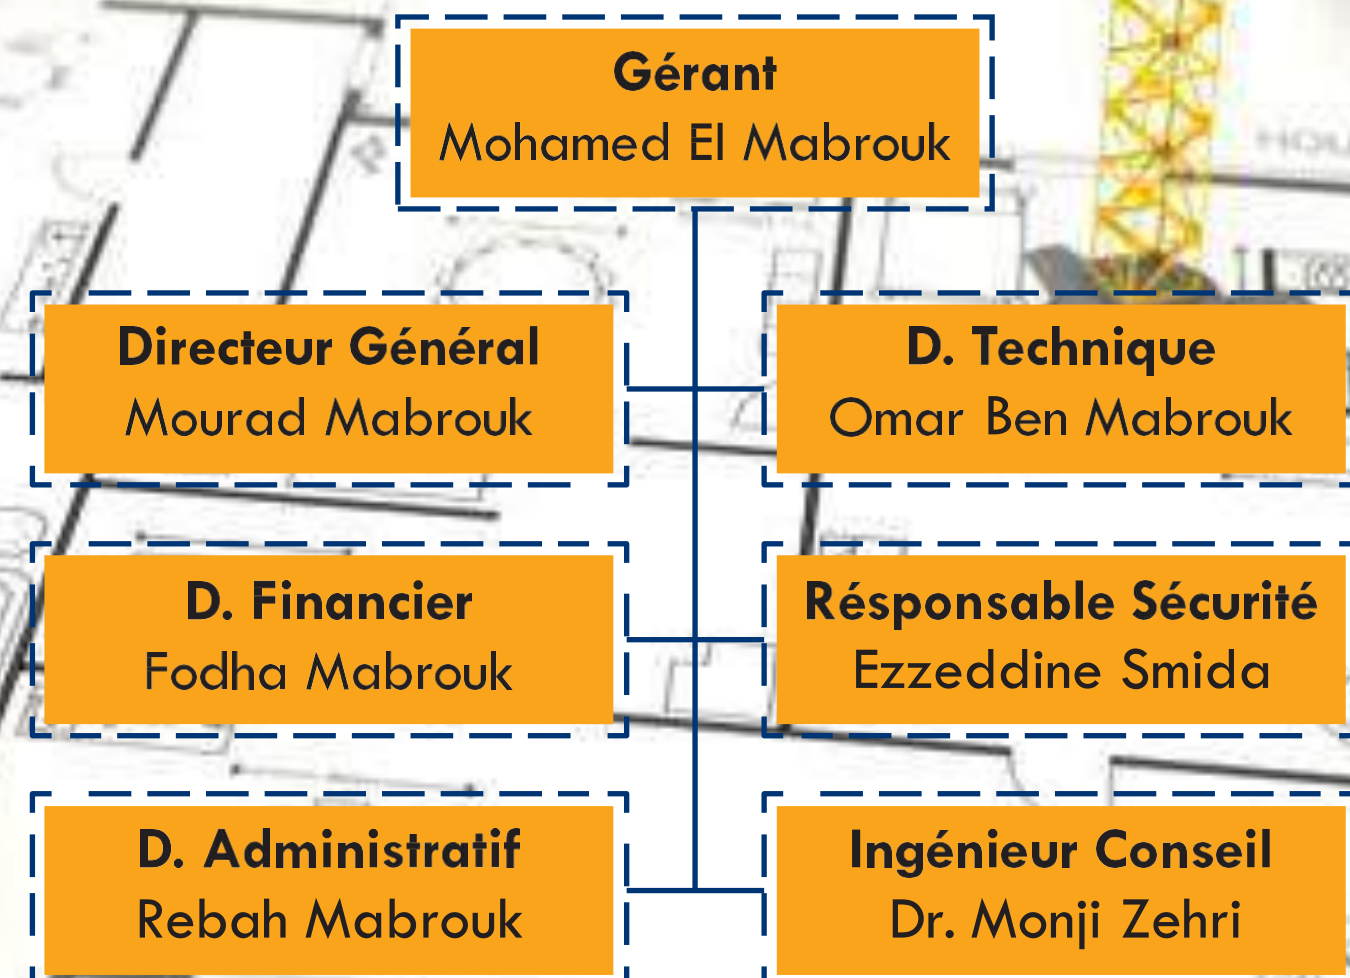 Gérant
Mohamed El Mabrouk
Directeur Général
Mourad Mabrouk
D. Technique
Omar Ben Mabrouk
D. Financier
Fodha Mabrouk
Résponsable Sécurité
Ezzeddine Smida
D. Administratif
Rebah Mabrouk
Ingénieur Conseil
Dr. Monji Zehri